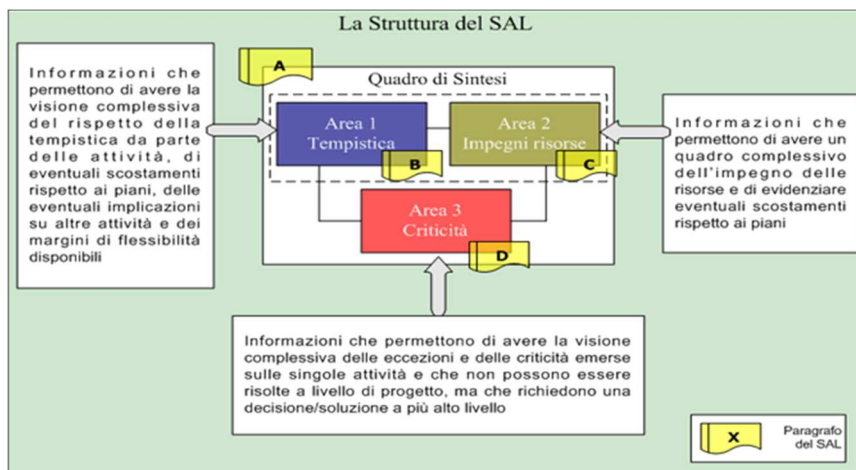 La Struttura del SAL
A
Quadro di Sintesi
Informazioni che
permettono di avere la
visione complessiva
del rispetto della
tempistica da parte
delle attività, di
eventuali scostamenti
rispetto ai piani, delle
eventuali implicazioni
su altre attività e dei
margini di flessibilità
disponibili
Area 1
Tempistica
B
Area 2
Impegni risorse
C
Informazioni che
permettono di avere un
quadro complessivo
dell'impegno delle
risorse e di evidenziare
eventuali scostamenti
rispetto ai piani
Area 3
Criticità
D
Informazioni che permettono di avere la visione
complessiva delle eccezioni e delle criticità emerse
sulle singole attività e che non possono essere
risolte a livello di progetto, ma che richiedono una
decisione/soluzione a più alto livello
X
Paragrafo
del SAL